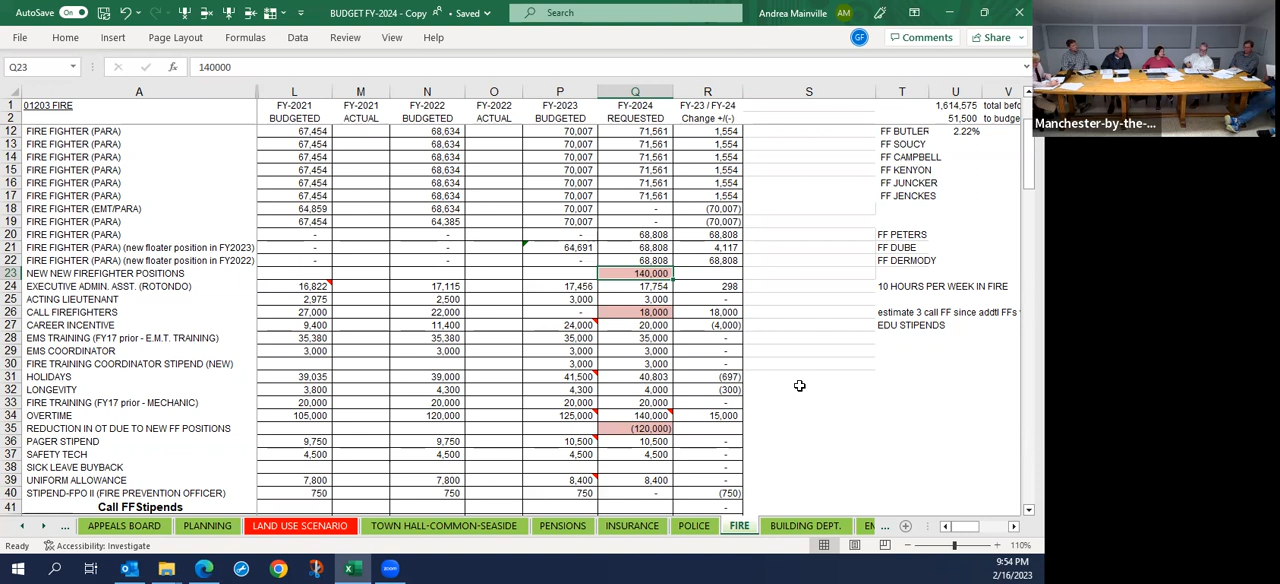 AutoSave On BUDGET FY-2024 - Copy • Saved Search Andrea Mainville AM
File Home Insert Page Layout Formulas Data Review View Help GF Comments Share
Q23 fx 140000
A L M N O P Q R S T U V
1 01203 FIRE FY-2021 FY-2021 FY-2022 FY-2022 FY-2023 FY-2024 FY-23 / FY-24 1,614,575 total befo
2 BUDGETED ACTUAL BUDGETED ACTUAL BUDGETED REQUESTED Change +/(-) 51,500 to budge
12 FIRE FIGHTER (PARA) 67,454 68,634 70,007 71,561 1,554 FF BUTLER 2.22%
13 FIRE FIGHTER (PARA) 67,454 68,634 70,007 71,561 1,554 FF SOUCY
14 FIRE FIGHTER (PARA) 67,454 68,634 70,007 71,561 1,554 FF CAMPBELL
15 FIRE FIGHTER (PARA) 67,454 68,634 70,007 71,561 1,554 FF KENYON
16 FIRE FIGHTER (PARA) 67,454 68,634 70,007 71,561 1,554 FF JUNCKER
17 FIRE FIGHTER (PARA) 67,454 68,634 70,007 71,561 1,554 FF JENCKES
18 FIRE FIGHTER (EMT/PARA) 64,859 68,634 70,007 - (70,007)
19 FIRE FIGHTER (PARA) 67,454 64,385 70,007 - (70,007)
20 FIRE FIGHTER (PARA) - - - 68,808 68,808 FF PETERS
21 FIRE FIGHTER (PARA) (new floater position in FY2023) - - 64,691 68,808 4,117 FF DUBE
22 FIRE FIGHTER (PARA) (new floater position in FY2022) - - - 68,808 68,808 FF DERMODY
23 NEW NEW FIREFIGHTER POSITIONS 140,000
24 EXECUTIVE ADMIN. ASST. (ROTONDO) 16,822 17,115 17,456 17,754 298 10 HOURS PER WEEK IN FIRE
25 ACTING LIEUTENANT 2,975 2,500 3,000 3,000 -
26 CALL FIREFIGHTERS 27,000 22,000 - 18,000 18,000 estimate 3 call FF since addtl FF's
27 CAREER INCENTIVE 9,400 11,400 24,000 20,000 (4,000) EDU STIPENDS
28 EMS TRAINING (FY17 prior - E.M.T. TRAINING) 35,380 35,380 35,000 35,000 -
29 EMS COORDINATOR 3,000 3,000 3,000 3,000 -
30 FIRE TRAINING COORDINATOR STIPEND (NEW) 3,000 3,000 -
31 HOLIDAYS 39,035 39,000 41,500 40,803 (697)
32 LONGEVITY 3,800 4,300 4,300 4,000 (300)
33 FIRE TRAINING (FY17 prior - MECHANIC) 20,000 20,000 20,000 20,000 -
34 OVERTIME 105,000 120,000 125,000 140,000 15,000
35 REDUCTION IN OT DUE TO NEW FF POSITIONS (120,000)
36 PAGER STIPEND 9,750 9,750 10,500 10,500 -
37 SAFETY TECH 4,500 4,500 4,500 4,500 -
38 SICK LEAVE BUYBACK -
39 UNIFORM ALLOWANCE 7,800 7,800 8,400 8,400 -
40 STIPEND-FPO II (FIRE PREVENTION OFFICER) 750 750 750 - (750)
41 Call FF Stipends -
... APPEALS BOARD PLANNING LAND USE SCENARIO TOWN HALL-COMMON-SEASIDE PENSIONS INSURANCE POLICE FIRE BUILDING DEPT. EM ...
Ready Accessibility: Investigate 110%
9:54 PM
2/16/2023
zoom
Manchester-by-the-...